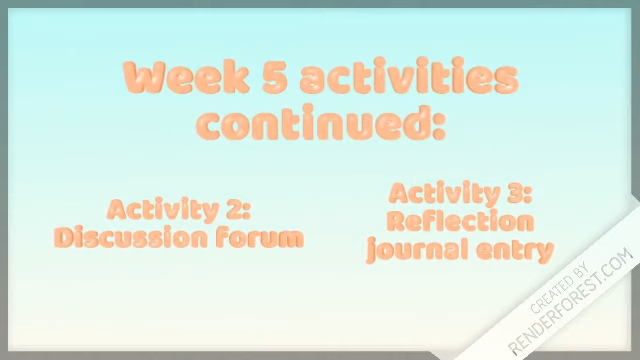 Week 5 activities
continued:
Activity 2:
Discussion Forum
Activity 3:
Reflection
journal entry
CREATED BY
RENDERFOREST.COM